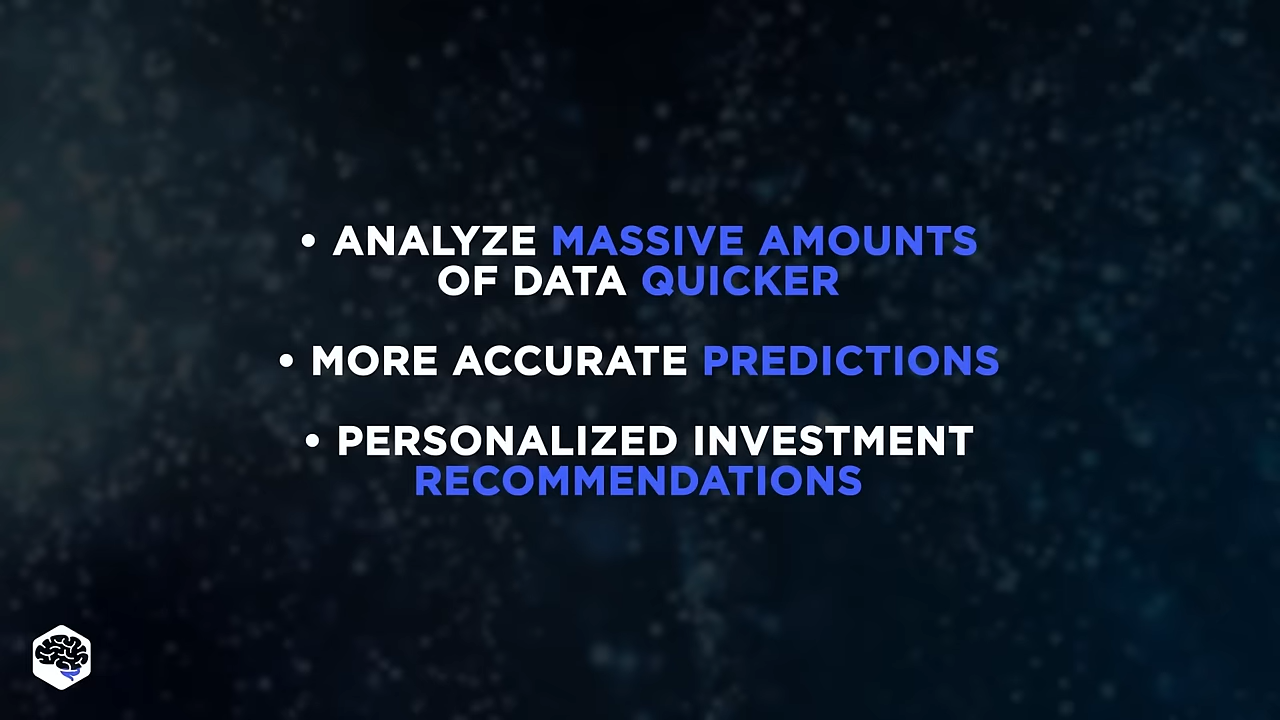 • ANALYZE MASSIVE AMOUNTS
OF DATA QUICKER
• MORE ACCURATE PREDICTIONS
• PERSONALIZED INVESTMENT
RECOMMENDATIONS